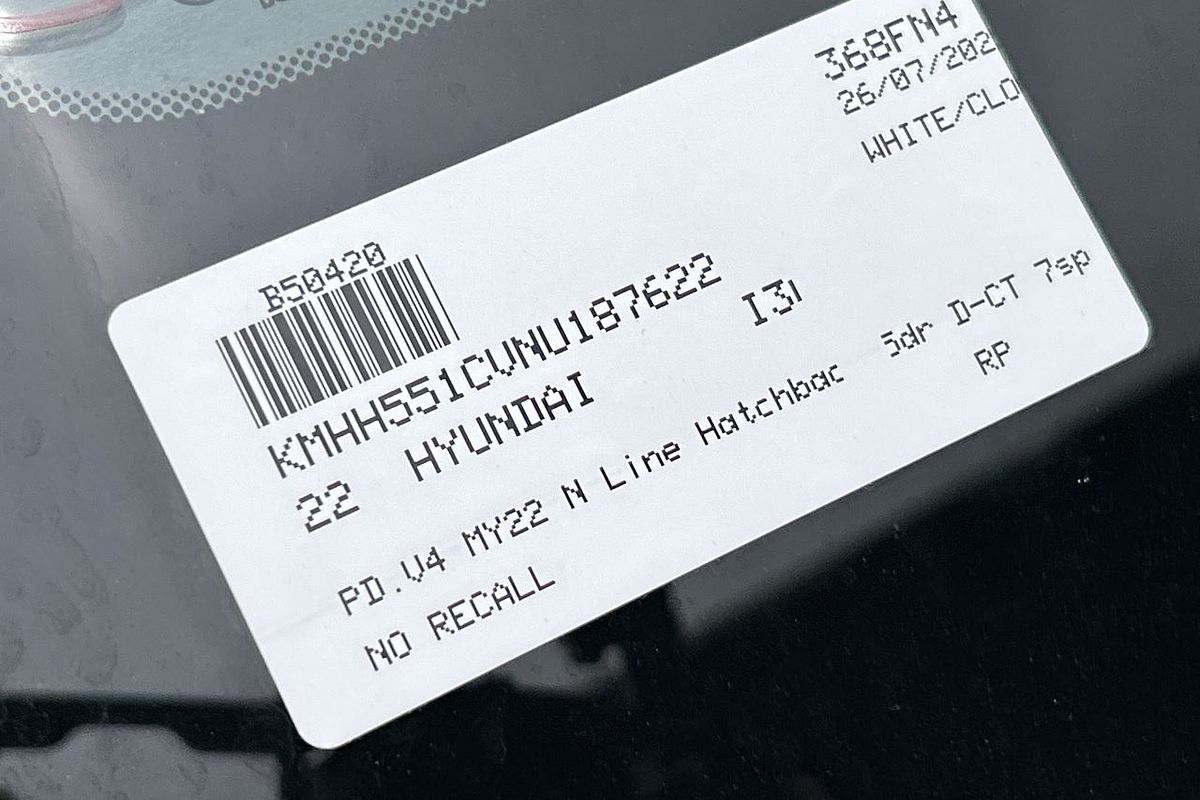 368FN4
26/07/202
WHITE/CLO
B50420
KMHH551CVNU187622
22 HYUNDAI I3
PD.V4 MY22 N Line Hatchbac 5dr D-CT 7sp
NO RECALL RP